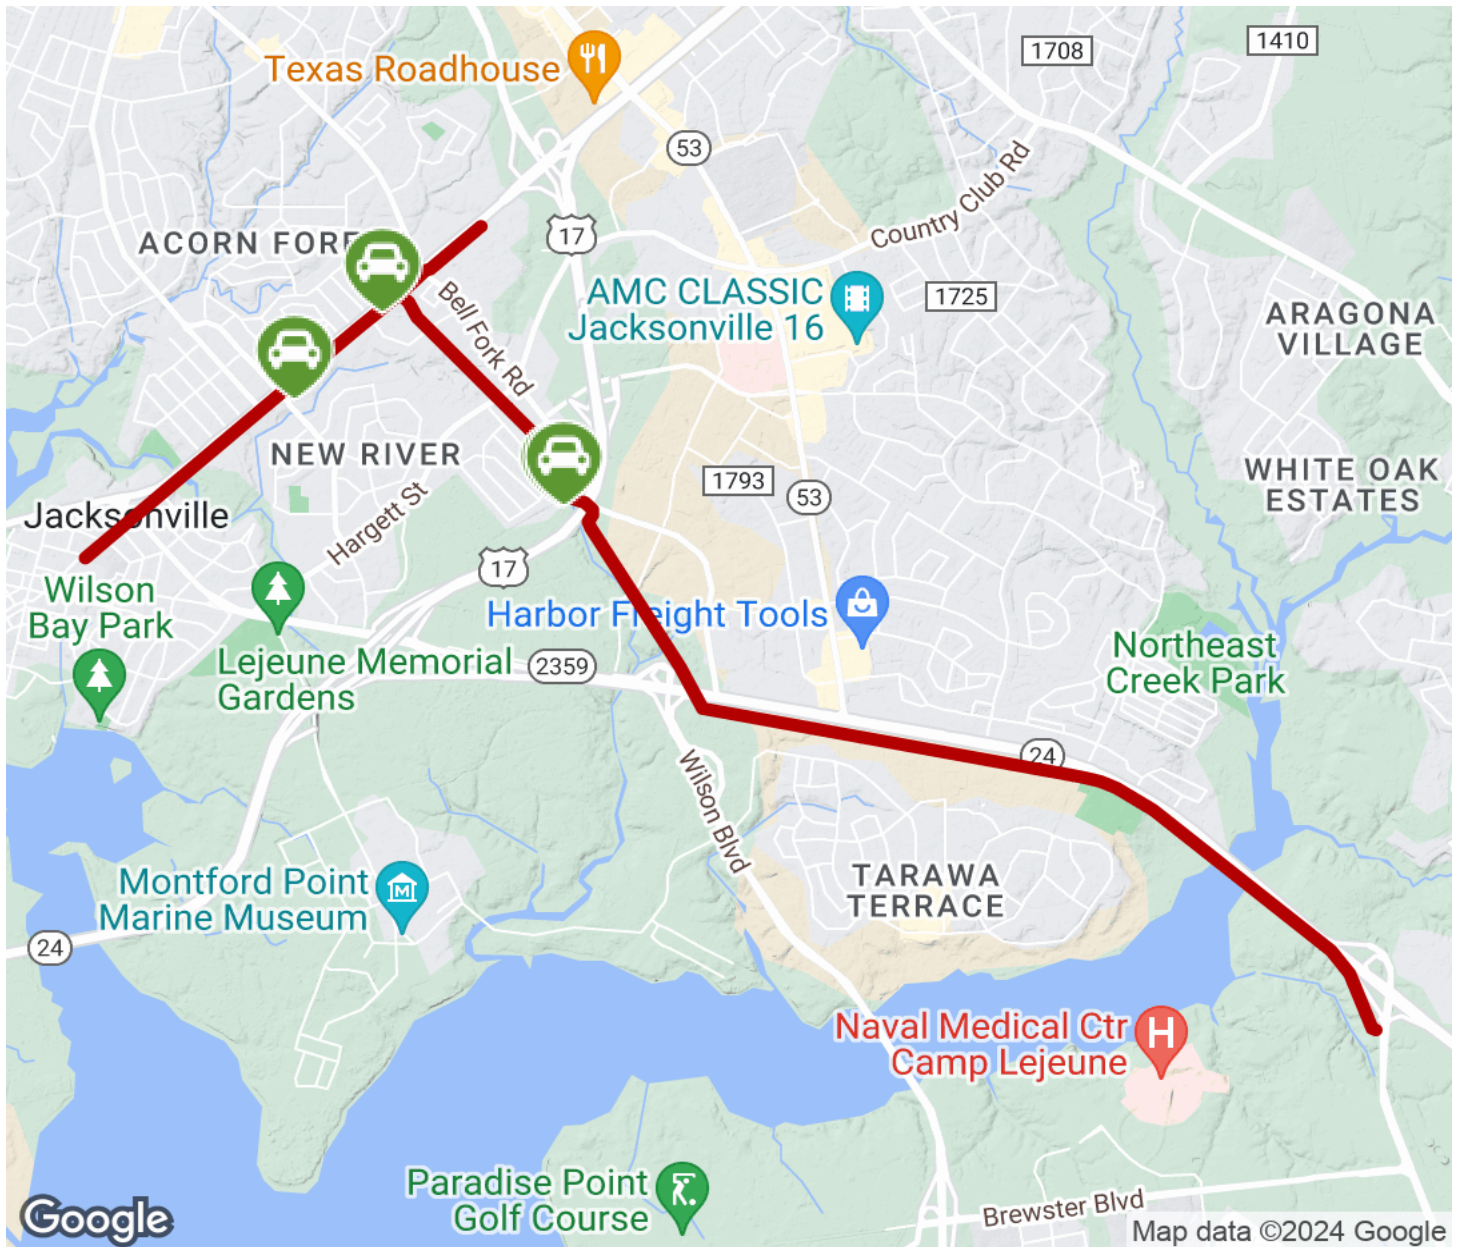 1410
1708
Texas Roadhouse
53
Country Club Rd
17
ACORN FORE
AMC CLASSIC
Jacksonville 16
1725
Bell Fork Rd
ARAGONA
VILLAGE
NEW RIVER
1793
53
WHITE OAK
ESTATES
Hargett St
Jacksonville
17
Wilson
Bay Park
Harbor Freight Tools
Lejeune Memorial
Gardens
2359
Northeast
Creek Park
24
Wilson Blvd
TARAWA
TERRACE
Montford Point
Marine Museum
24
Naval Medical Ctr
Camp Lejeune
H
M
Paradise Point
Golf Course
Brewster Blvd
Google
Map data ©2024 Google